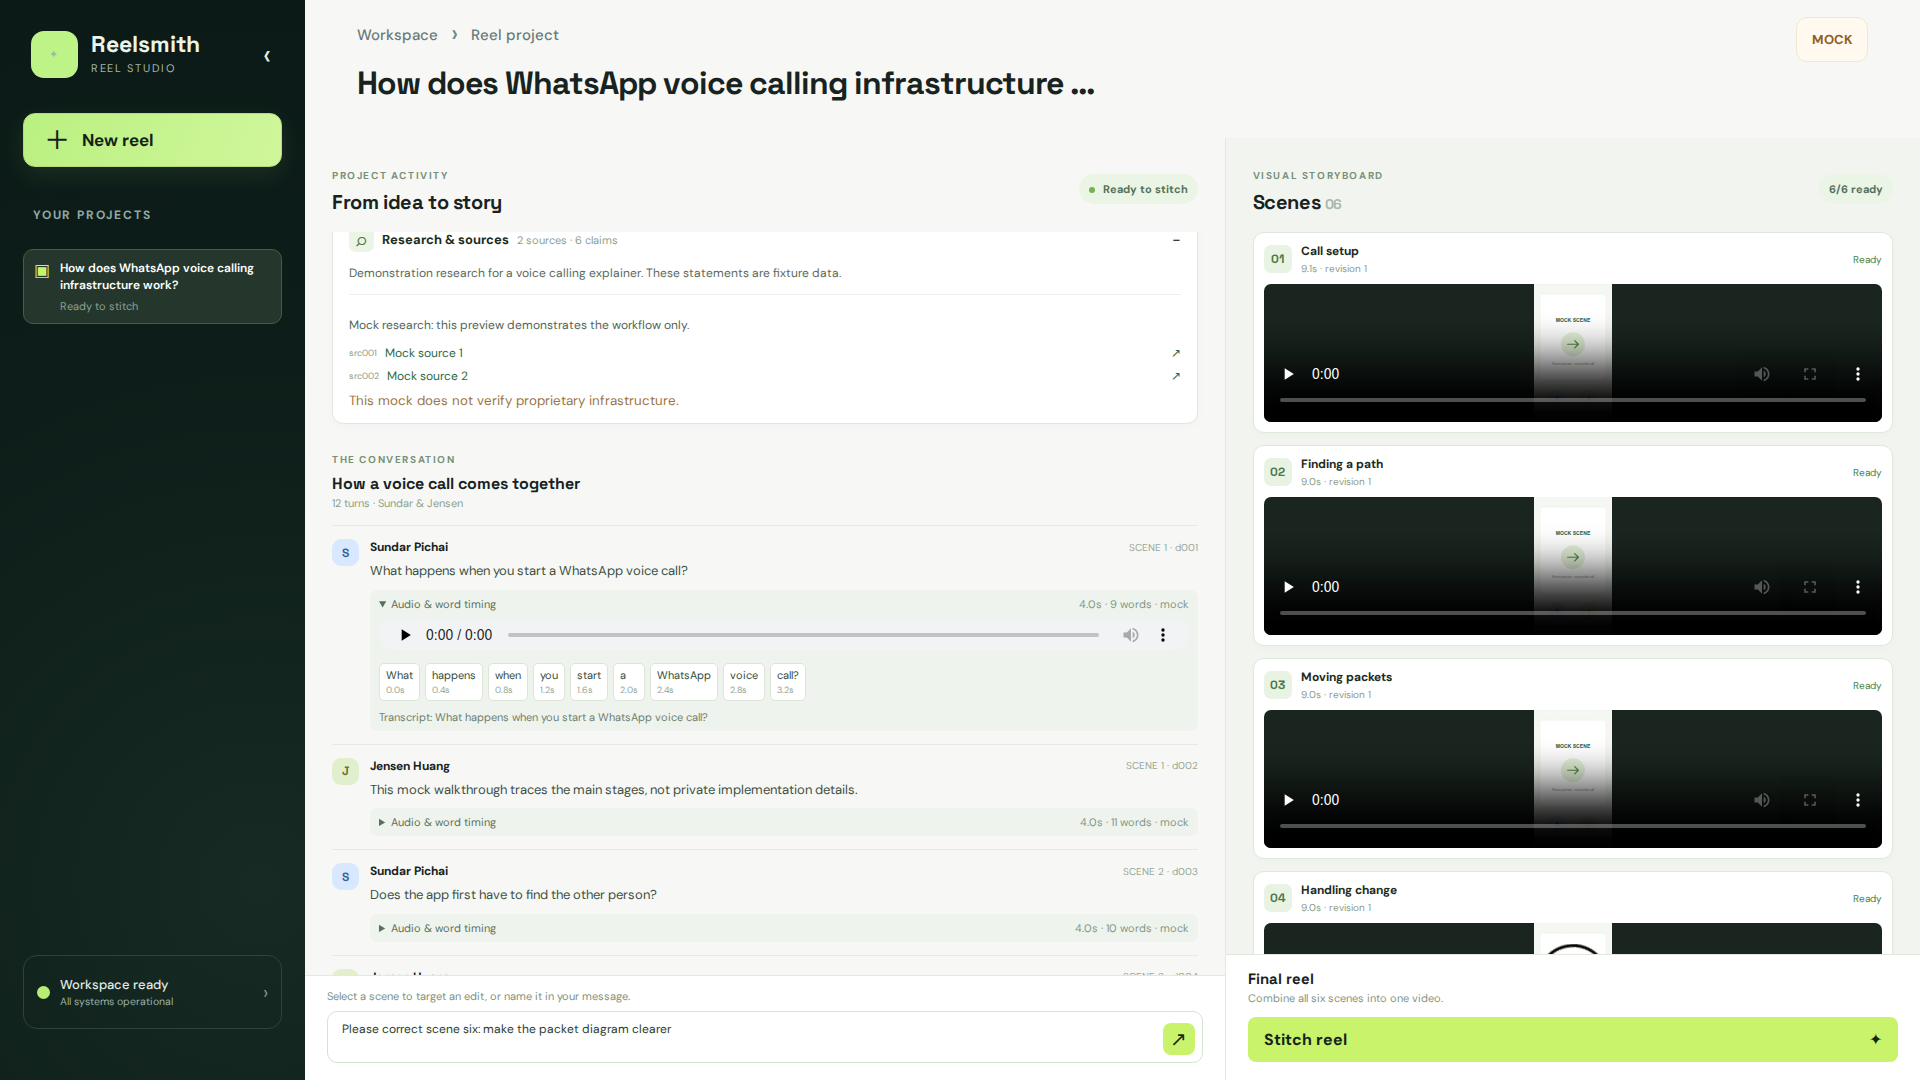 Reelsmith
REEL STUDIO
New reel
YOUR PROJECTS
How does WhatsApp voice calling
infrastructure work?
Ready to stitch
Workspace ready
All systems operational
Workspace › Reel project
MOCK
How does WhatsApp voice calling infrastructure ...
PROJECT ACTIVITY
From idea to story
Ready to stitch
Research & sources 2 sources · 6 claims
Demonstration research for a voice calling explainer. These statements are fixture data.
Mock research: this preview demonstrates the workflow only.
src001 Mock source 1
src002 Mock source 2
This mock does not verify proprietary infrastructure.
THE CONVERSATION
How a voice call comes together
12 turns · Sundar & Jensen
S Sundar Pichai SCENE 1 · d001
What happens when you start a WhatsApp voice call?
Audio & word timing 4.0s · 9 words · mock
0:00 / 0:00
What happens when you start a WhatsApp voice call?
0.0s 0.4s 0.8s 1.2s 1.6s 2.0s 2.4s 2.8s 3.2s
Transcript: What happens when you start a WhatsApp voice call?
J Jensen Huang SCENE 1 · d002
This mock walkthrough traces the main stages, not private implementation details.
Audio & word timing 4.0s · 11 words · mock
S Sundar Pichai SCENE 2 · d003
Does the app first have to find the other person?
Audio & word timing 4.0s · 10 words · mock
Select a scene to target an edit, or name it in your message.
Please correct scene six: make the packet diagram clearer
VISUAL STORYBOARD
Scenes 06
6/6 ready
01 Call setup
9.1s · revision 1
Ready
MOCK SCENE
0:00
02 Finding a path
9.0s · revision 1
Ready
MOCK SCENE
0:00
03 Moving packets
9.0s · revision 1
Ready
MOCK SCENE
0:00
04 Handling change
9.0s · revision 1
Ready
Final reel
Combine all six scenes into one video.
Stitch reel